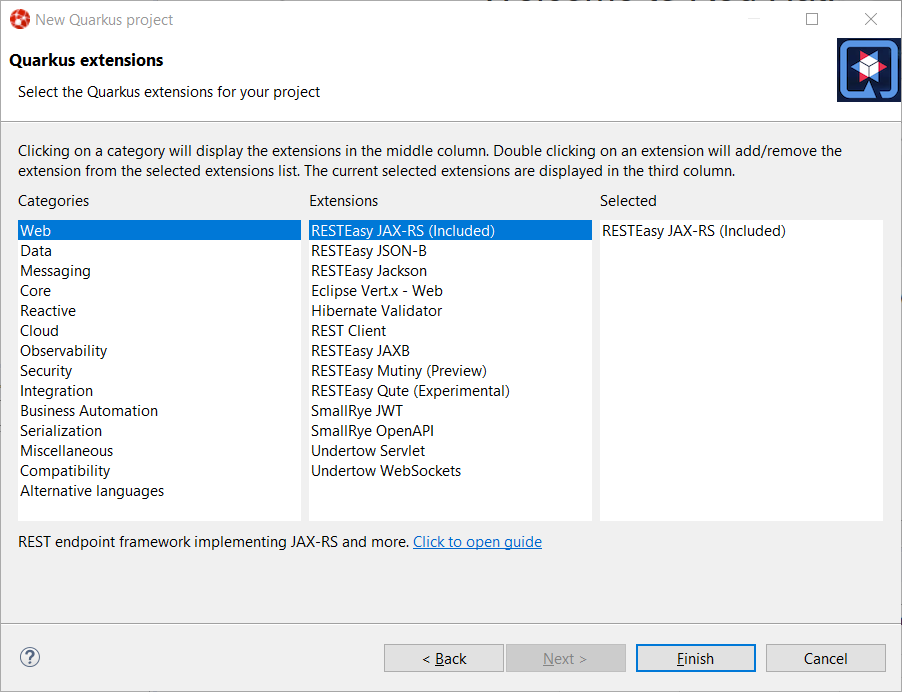 New Quarkus project
Quarkus extensions
Select the Quarkus extensions for your project
Clicking on a category will display the extensions in the middle column. Double clicking on an extension will add/remove the
extension from the selected extensions list. The current selected extensions are displayed in the third column.
Categories
Web
Data
Messaging
Core
Reactive
Cloud
Observability
Security
Integration
Business Automation
Serialization
Miscellaneous
Compatibility
Alternative languages
Extensions
RESTEasy JAX-RS (Included)
RESTEasy JSON-B
RESTEasy Jackson
Eclipse Vert.x - Web
Hibernate Validator
REST Client
RESTEasy JAXB
RESTEasy Mutiny (Preview)
RESTEasy Qute (Experimental)
SmallRye JWT
SmallRye OpenAPI
Undertow Servlet
Undertow WebSockets
Selected
RESTEasy JAX-RS (Included)
REST endpoint framework implementing JAX-RS and more. Click to open guide
?
< Back
Next >
Finish
Cancel